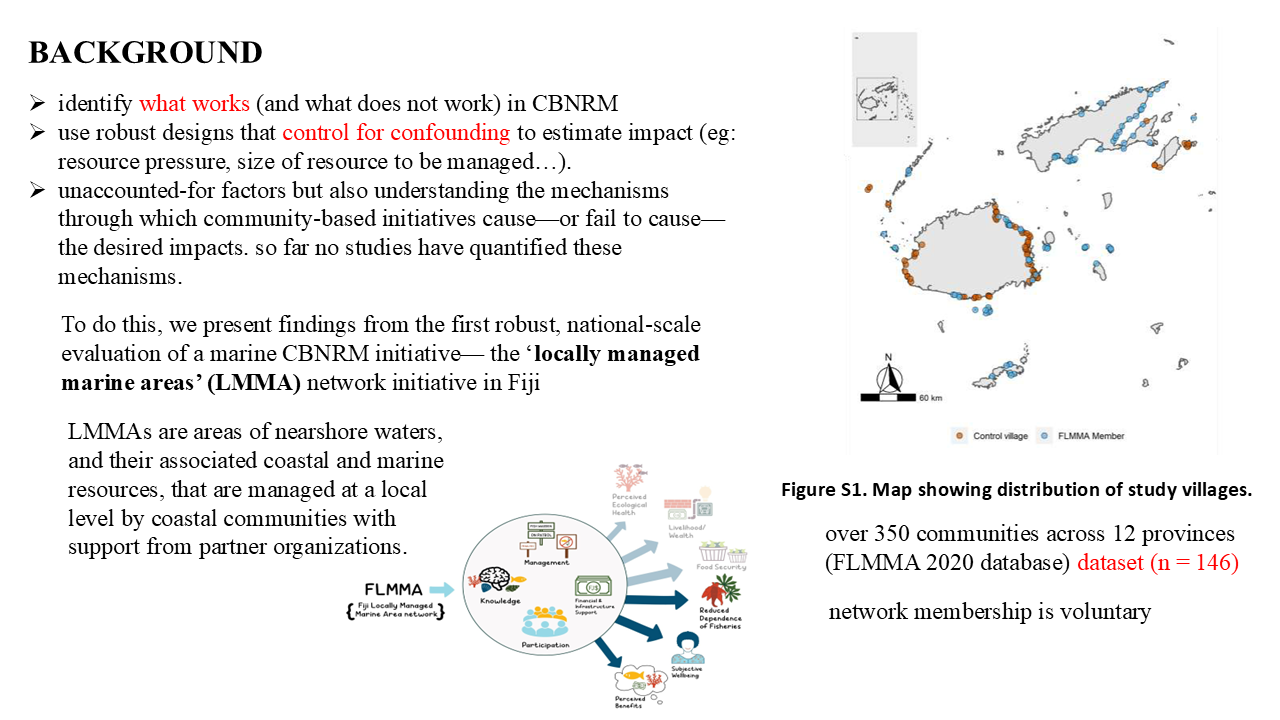 BACKGROUND
➢ identify what works (and what does not work) in CBNRM
➢ use robust designs that control for confounding to estimate impact (eg:
resource pressure, size of resource to be managed…).
➢ unaccounted-for factors but also understanding the mechanisms
through which community-based initiatives cause—or fail to cause—
the desired impacts. so far no studies have quantified these
mechanisms.
To do this, we present findings from the first robust, national-scale
evaluation of a marine CBNRM initiative— the ‘locally managed
marine areas’ (LMMA) network initiative in Fiji
LMMAs are areas of nearshore waters,
and their associated coastal and marine
resources, that are managed at a local
level by coastal communities with
support from partner organizations.
FLMMA
{Fiji Locally Managed
Marine Area network}
Management
Knowledge
Financial &
Infrastructure
Support
Participation
Perceived
Ecological
Health
Livelihood/
Wealth
Food Security
Reduced
Dependence
of Fisheries
Subjective
Wellbeing
Perceived
Benefits
N
60 km
Control village
FLMMA Member
Figure S1. Map showing distribution of study villages.
over 350 communities across 12 provinces
(FLMMA 2020 database) dataset (n = 146)
network membership is voluntary